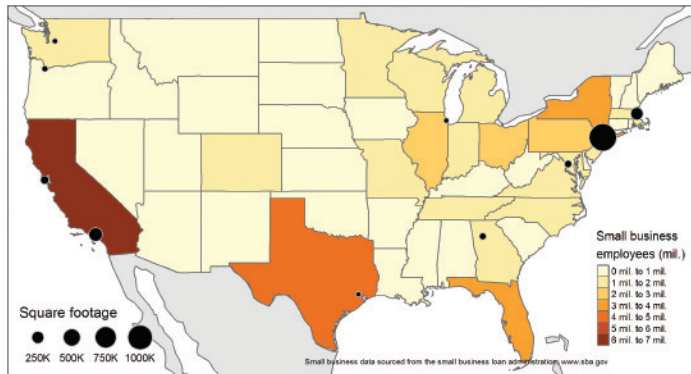 Small business
employees (mil.)
0 mil. to 1 mil.
1 mil. to 2 mil.
2 mil. to 3 mil.
3 mil. to 4 mil.
4 mil. to 5 mil.
5 mil. to 6 mil.
6 mil. to 7 mil.
Square footage
250K 500K 750K 1000K
Small business data sourced from the small business loan administration: www.sba.gov